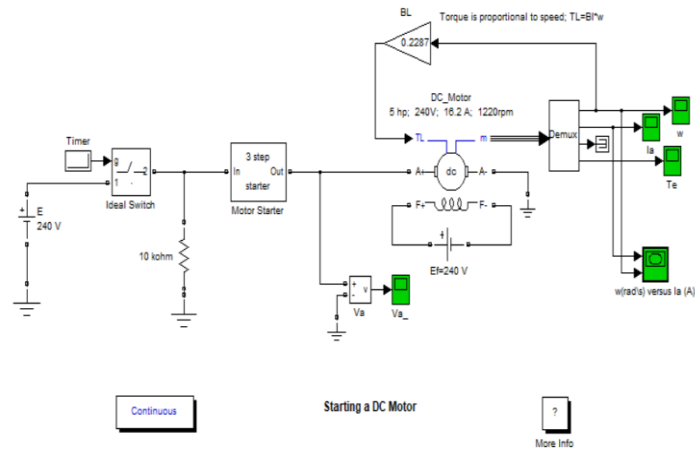 BL
Torque is proportional to speed; TL=Bl*w
0.2287
DC_Motor
5 hp; 240V; 16.2 A; 1220rpm
TL
m
Demux
w
Ia
Te
Timer
g
1
2
Ideal Switch
3 step
starter
In
Out
Motor Starter
A+
dc
A-
E
240 V
10 kohm
F+
F-
Ef=240 V
+
-
v
Va
Va_
w(rad\s) versus Ia (A)
Continuous
Starting a DC Motor
?
More Info